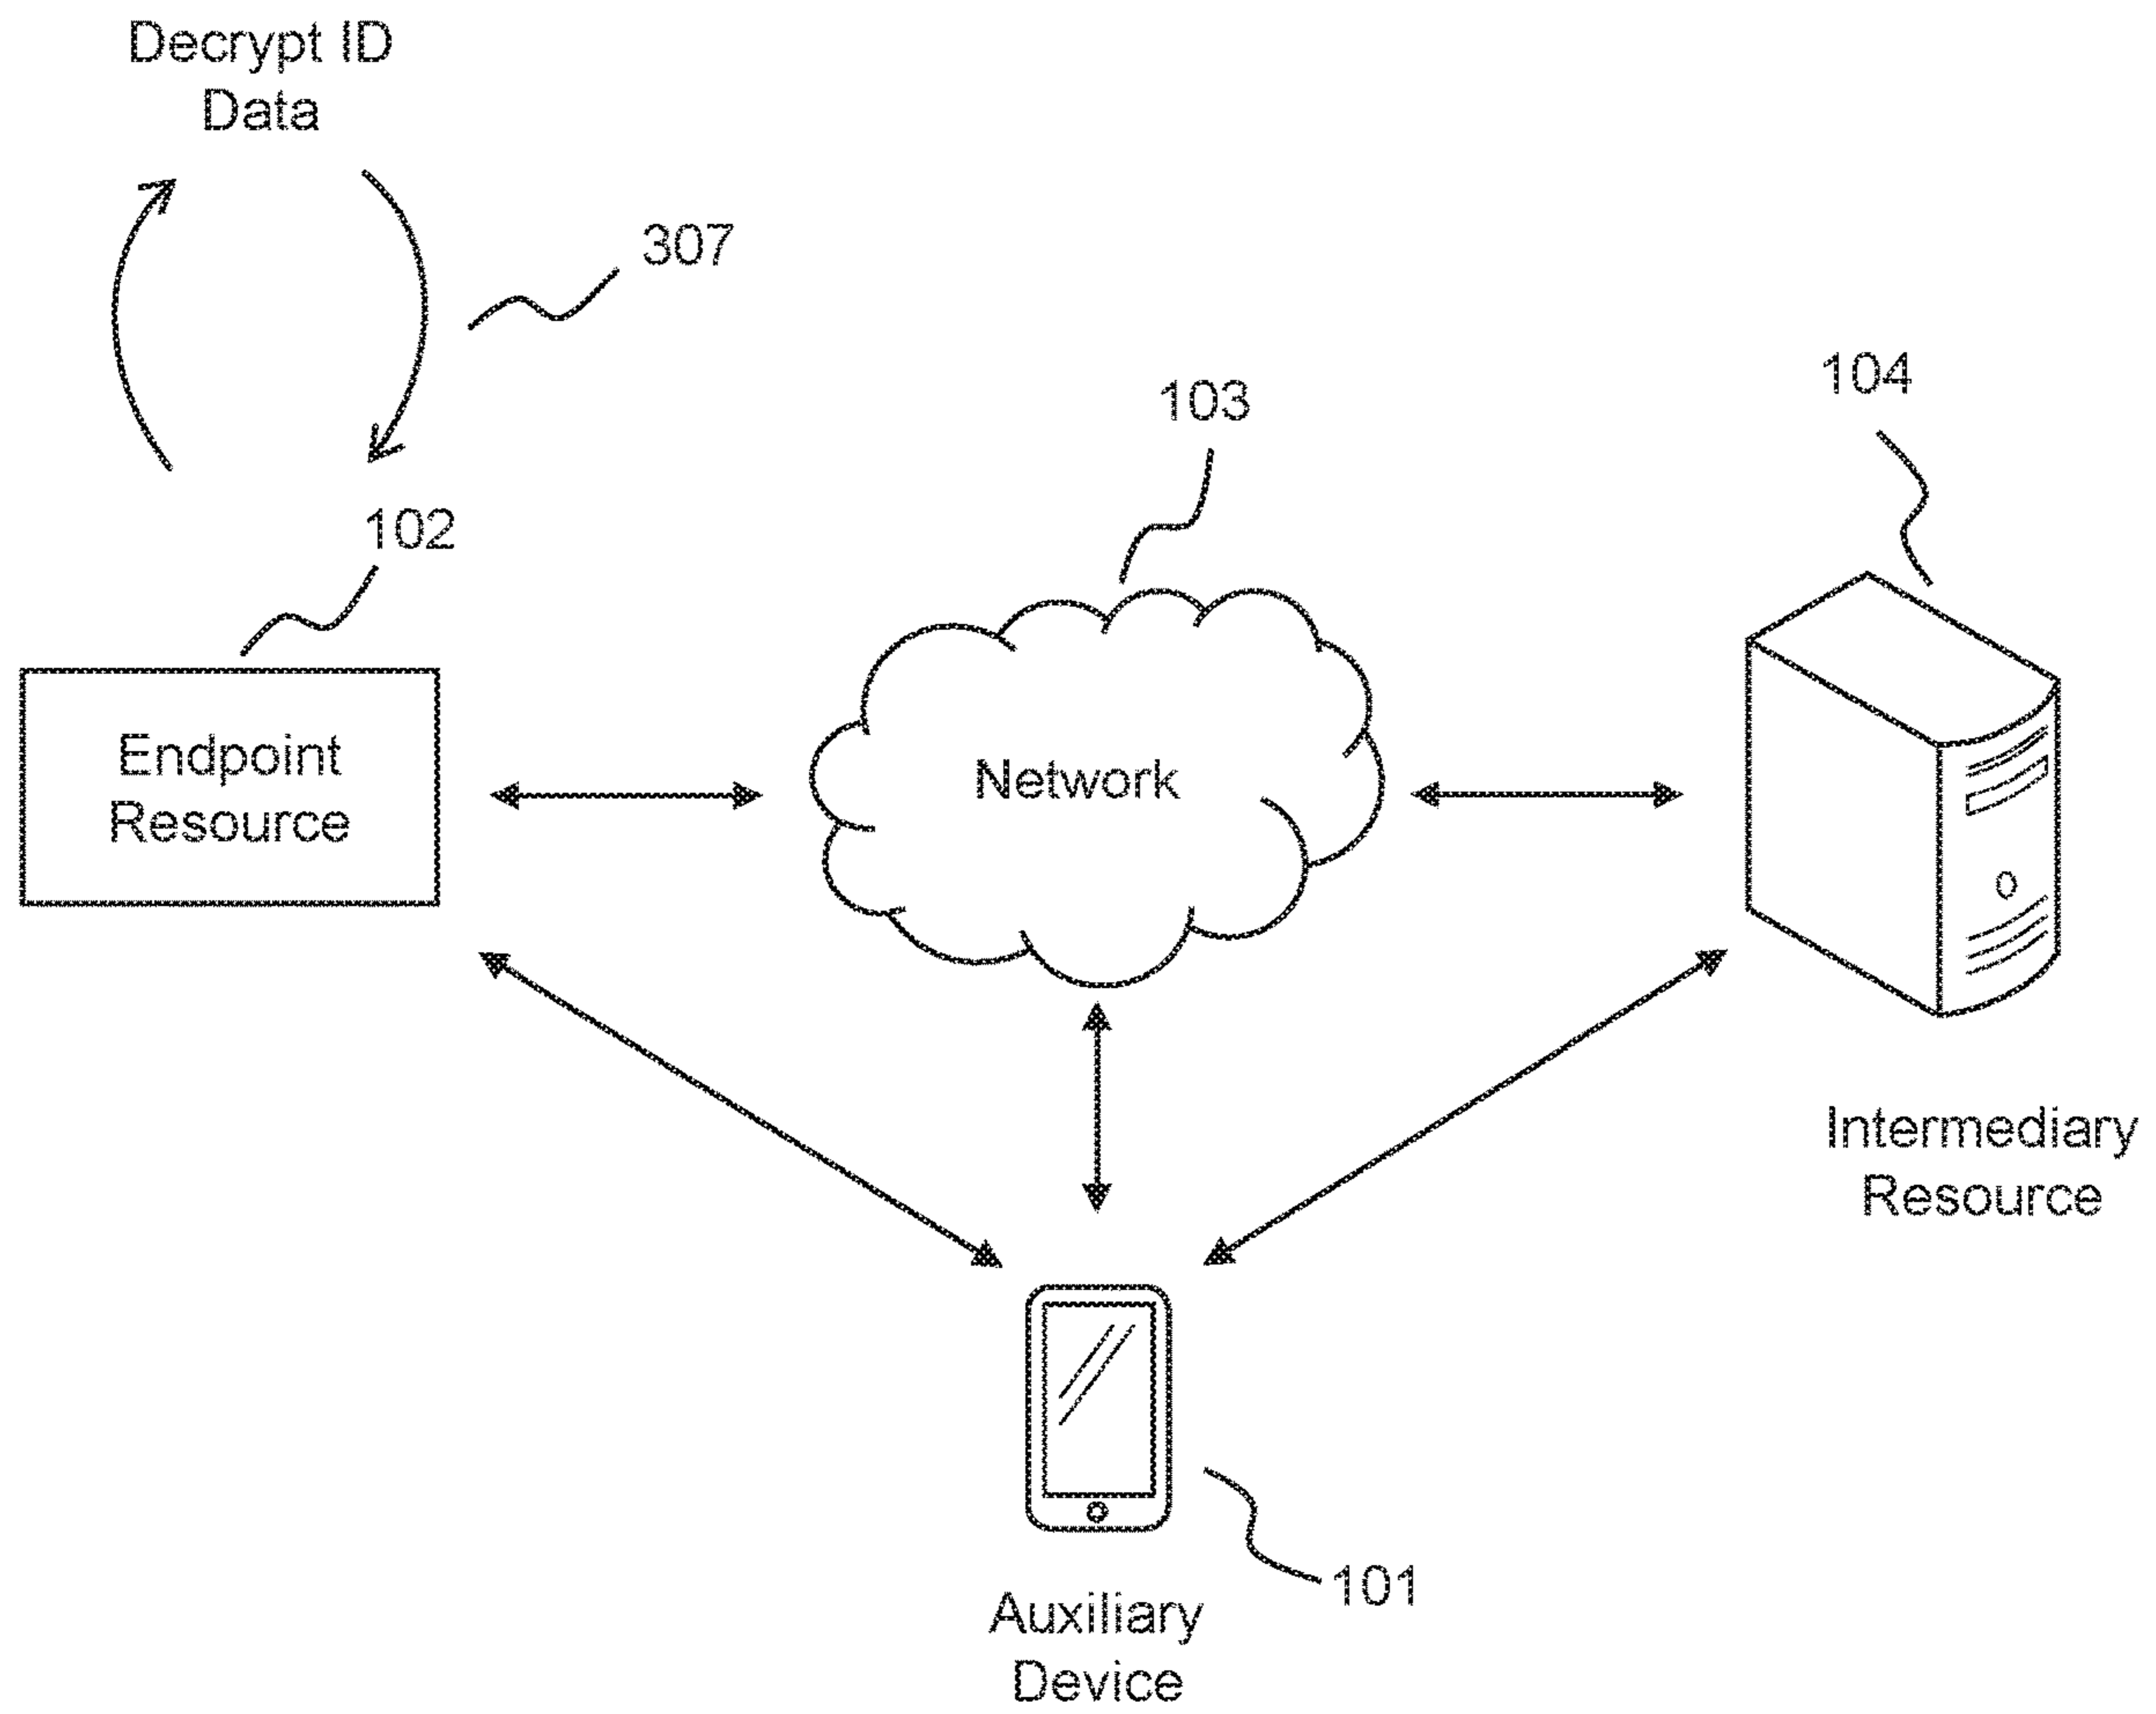 Decrypt ID
Data
307
103
104
102
Endpoint
Resource
Network
Intermediary
Resource
101
Auxiliary
Device